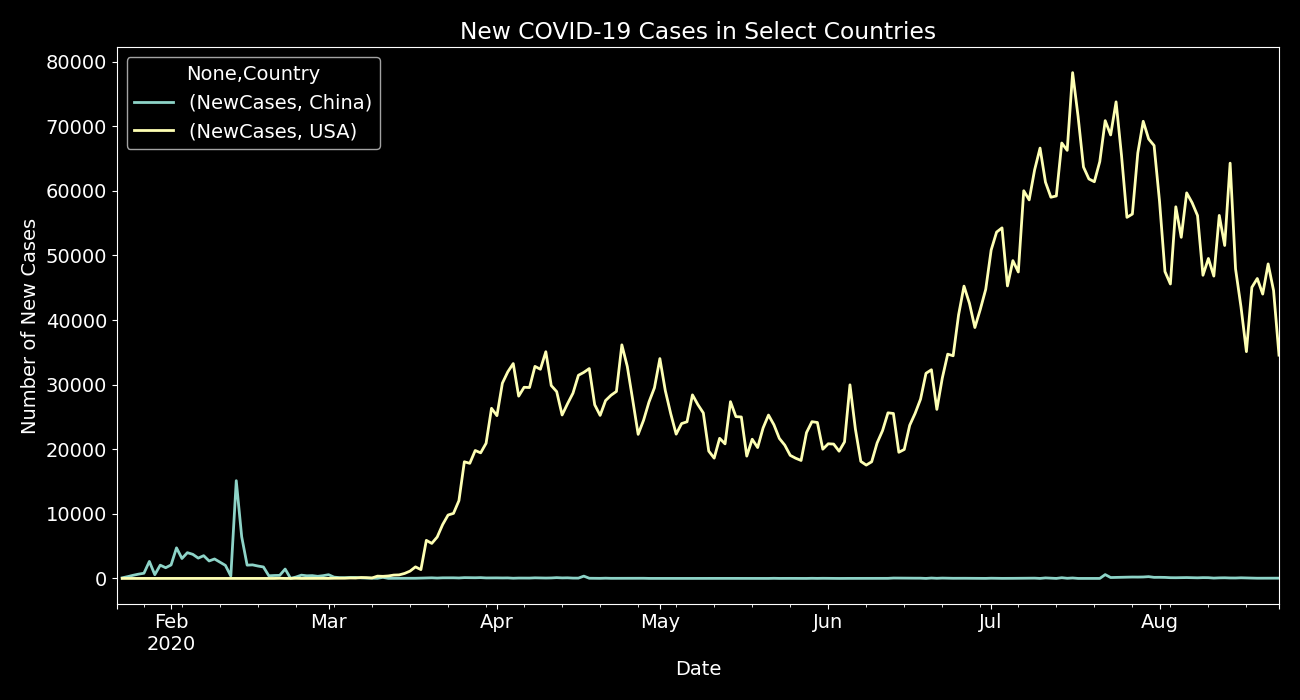 New COVID-19 Cases in Select Countries
80000
70000
60000
50000
40000
30000
20000
10000
0
Number of New Cases
None,Country
(NewCases, China)
(NewCases, USA)
Feb Mar Apr May Jun Jul Aug
2020
Date